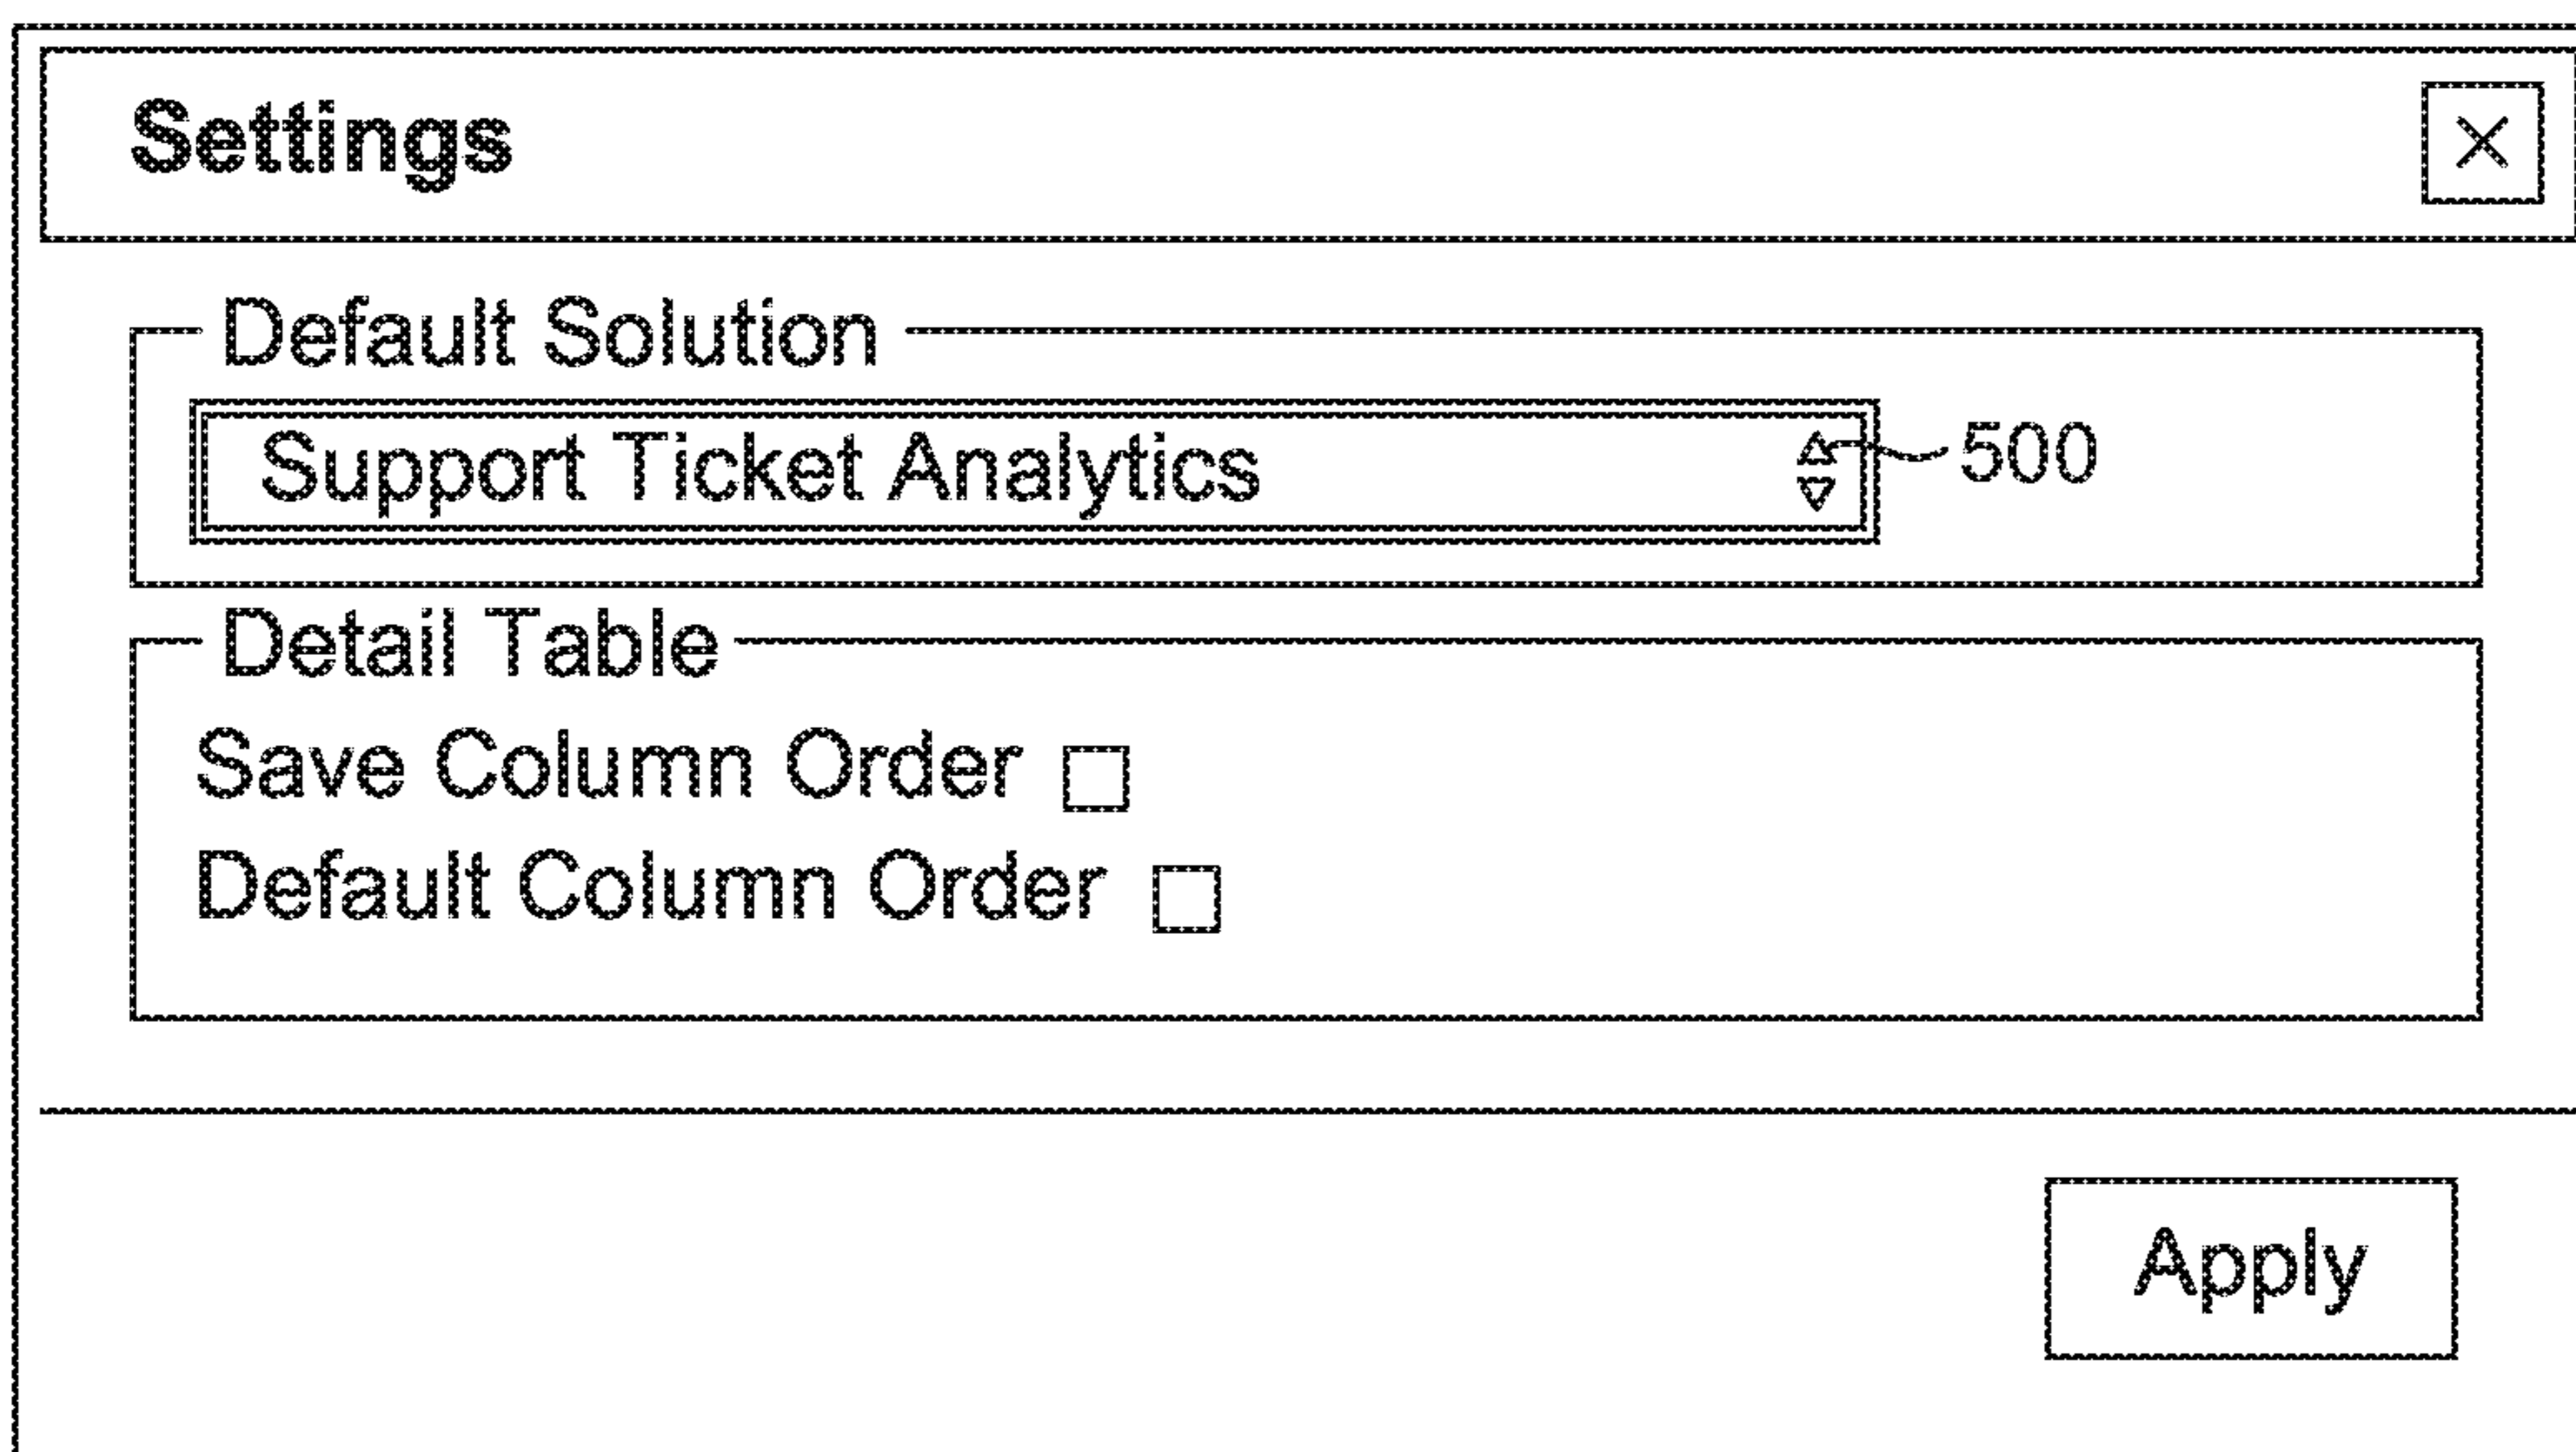 Settings
Default Solution
Support Ticket Analytics
500
Detail Table
Save Column Order
Default Column Order
Apply